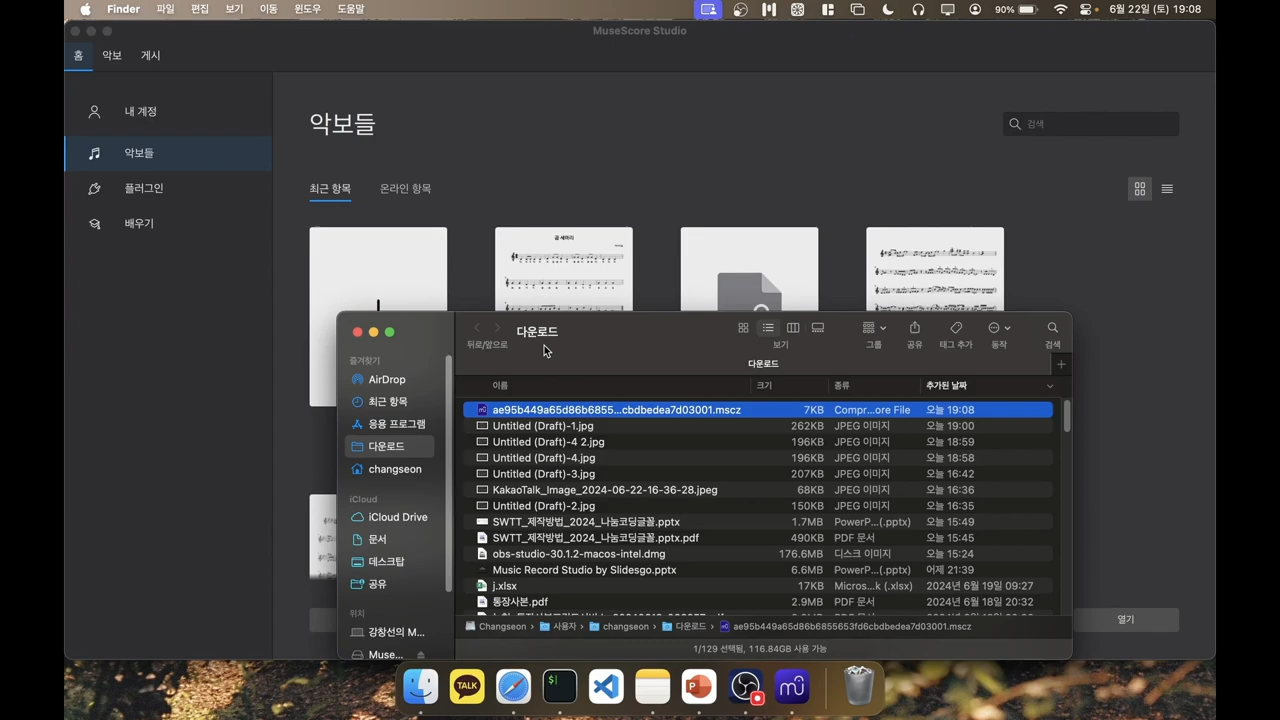 Finder 파일 편집 보기 이동 윈도우 도움말 90% 6월 22일 (토) 19:08
MuseScore Studio
홈 악보 게시
내 계정
악보들
플러그인
배우기
악보들
검색
최근 항목 온라인 항목
곰 세마리
다운로드
뒤로/앞으로 보기 그룹 공유 태그 추가 동작 검색
다운로드
이름 크기 종류 추가된 날짜
즐겨찾기
AirDrop
최근 항목
응용 프로그램
다운로드
changseon
iCloud
iCloud Drive
문서
데스크탑
공유
위치
강창선의 M...
Muse...
ae95b449a65d86b6855...cbdbedea7d03001.mscz 7KB Compr...ore File 오늘 19:08
Untitled (Draft)-1.jpg 262KB JPEG 이미지 오늘 19:00
Untitled (Draft)-4 2.jpg 196KB JPEG 이미지 오늘 18:59
Untitled (Draft)-4.jpg 196KB JPEG 이미지 오늘 18:58
Untitled (Draft)-3.jpg 207KB JPEG 이미지 오늘 16:42
KakaoTalk_Image_2024-06-22-16-36-28.jpeg 68KB JPEG 이미지 오늘 16:36
Untitled (Draft)-2.jpg 150KB JPEG 이미지 오늘 16:35
SWTT_제작방법_2024_나눔코딩글꼴.pptx 1.7MB PowerP...(.pptx) 오늘 15:49
SWTT_제작방법_2024_나눔코딩글꼴.pptx.pdf 490KB PDF 문서 오늘 15:45
obs-studio-30.1.2-macos-intel.dmg 176.6MB 디스크 이미지 오늘 15:24
Music Record Studio by Slidesgo.pptx 6.6MB PowerP...(.pptx) 어제 21:39
j.xlsx 17KB Micros...k (.xlsx) 2024년 6월 19일 09:27
통장사본.pdf 2.9MB PDF 문서 2024년 6월 18일 20:32
Changseon › 사용자 › changseon › 다운로드 › ae95b449a65d86b6855653fd6cbdbedea7d03001.mscz
1/129 선택됨, 116.84GB 사용 가능
열기
TALK